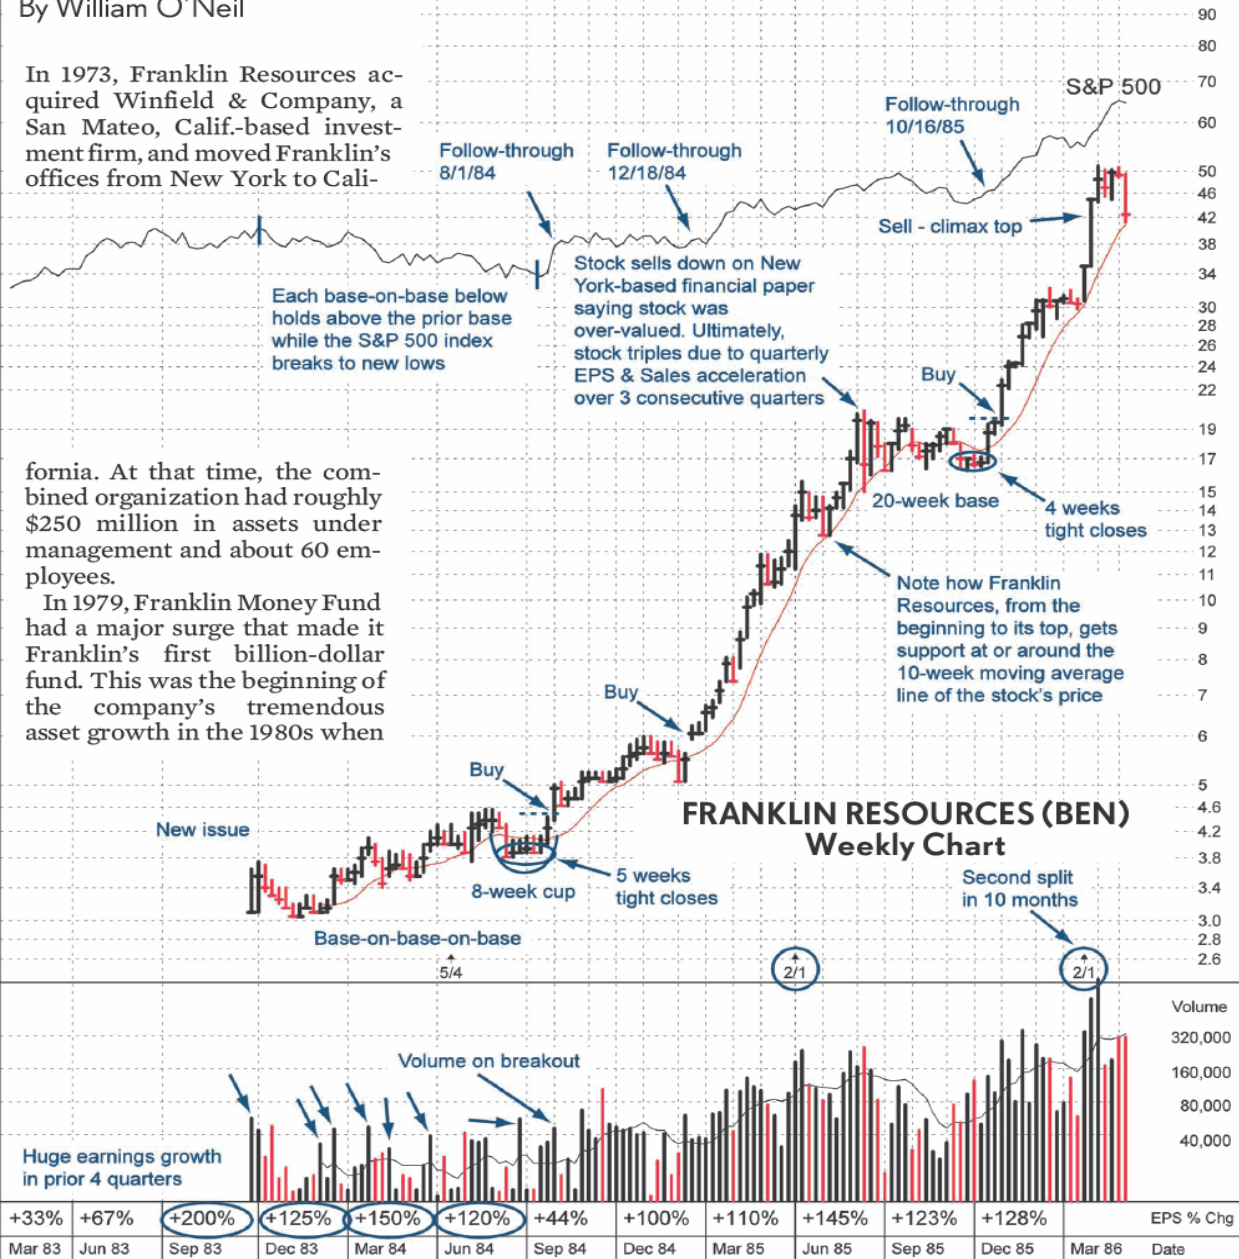 By William O'Neil
In 1973, Franklin Resources ac-
quired Winfield & Company, a
San Mateo, Calif.-based invest-
ment firm, and moved Franklin's
offices from New York to Cali-
fornia. At that time, the com-
bined organization had roughly
$250 million in assets under
management and about 60 em-
ployees.
In 1979, Franklin Money Fund
had a major surge that made it
Franklin's first billion-dollar
fund. This was the beginning of
the company's tremendous
asset growth in the 1980s when
S&P 500
Follow-through
8/1/84
Follow-through
12/18/84
Follow-through
10/16/85
Sell - climax top
Each base-on-base below
holds above the prior base
while the S&P 500 index
breaks to new lows
Stock sells down on New
York-based financial paper
saying stock was
over-valued. Ultimately,
stock triples due to quarterly
EPS & Sales acceleration
over 3 consecutive quarters
Buy
20-week base
4 weeks
tight closes
Note how Franklin
Resources, from the
beginning to its top, gets
support at or around the
10-week moving average
line of the stock's price
Buy
Buy
New issue
8-week cup
5 weeks
tight closes
Base-on-base-on-base
FRANKLIN RESOURCES (BEN)
Weekly Chart
Second split
in 10 months
5/4
2/1
2/1
90
80
70
60
50
46
42
38
34
30
28
26
24
22
19
17
15
14
13
12
11
10
9
8
7
6
5
4.6
4.2
3.8
3.4
3.0
2.8
2.6
Volume
320,000
160,000
80,000
40,000
Volume on breakout
Huge earnings growth
in prior 4 quarters
+33% +67% +200% +125% +150% +120% +44% +100% +110% +145% +123% +128% EPS % Chg
Mar 83 Jun 83 Sep 83 Dec 83 Mar 84 Jun 84 Sep 84 Dec 84 Mar 85 Jun 85 Sep 85 Dec 85 Mar 86 Date